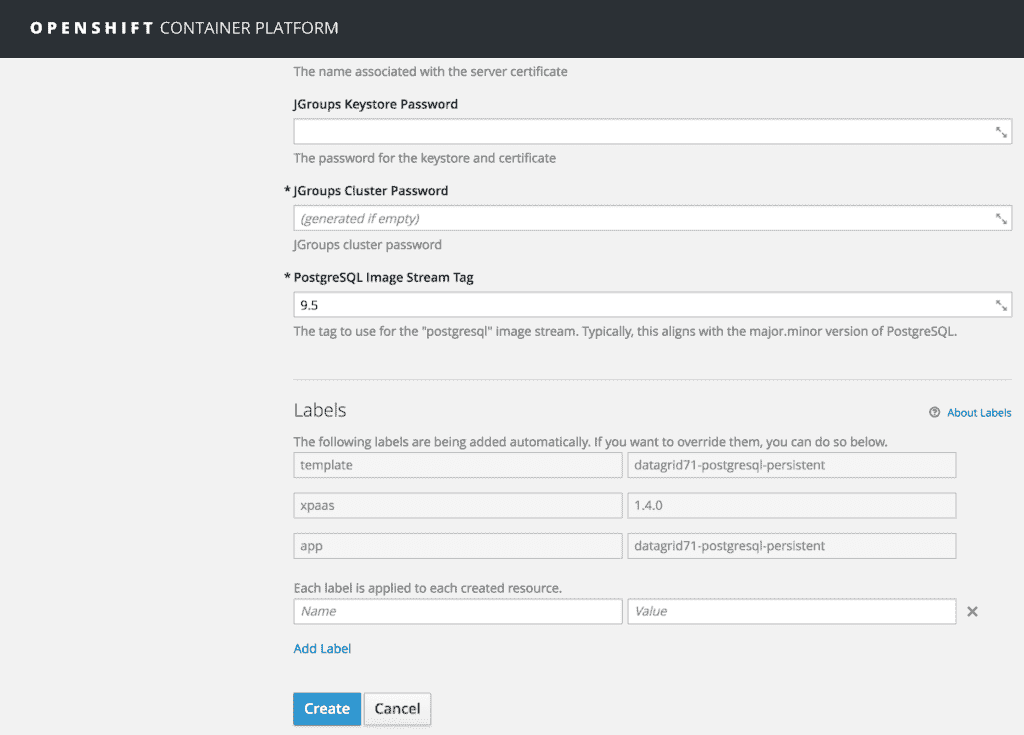 OPENSHIFT CONTAINER PLATFORM
The name associated with the server certificate
JGroups Keystore Password
The password for the keystore and certificate
* JGroups Cluster Password
(generated if empty)
JGroups cluster password
* PostgreSQL Image Stream Tag
9.5
The tag to use for the "postgresql" image stream. Typically, this aligns with the major.minor version of PostgreSQL.
Labels
About Labels
The following labels are being added automatically. If you want to override them, you can do so below.
template datagrid71-postgresql-persistent
xpaas 1.4.0
app datagrid71-postgresql-persistent
Each label is applied to each created resource.
Name Value
Add Label
Create Cancel